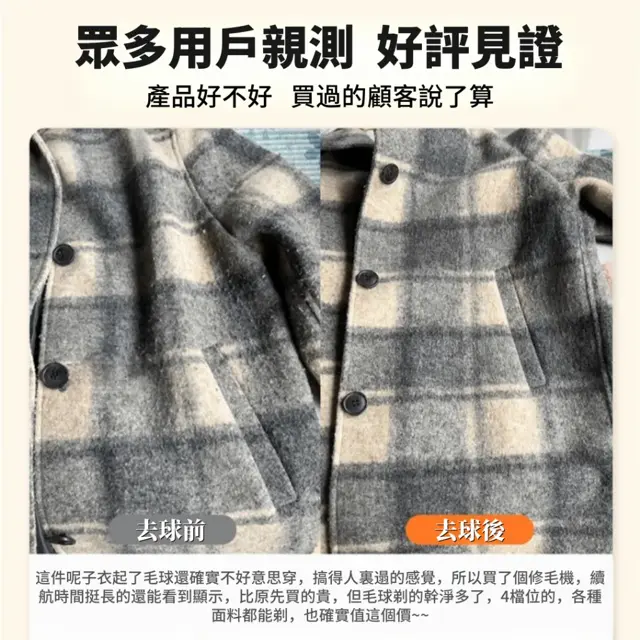 眾多用戶親測 好評見證
產品好不好 買過的顧客說了算
去球前
去球後
這件呢子衣起了毛球還確實不好意思穿，搞得人裏邊的感覺，所以買了個修毛機，續
航時間挺長的還能看到顯示，比原先買的貴，但毛球剃的幹淨多了，4檔位的，各種
面料都能剃，也確實值這個價~~